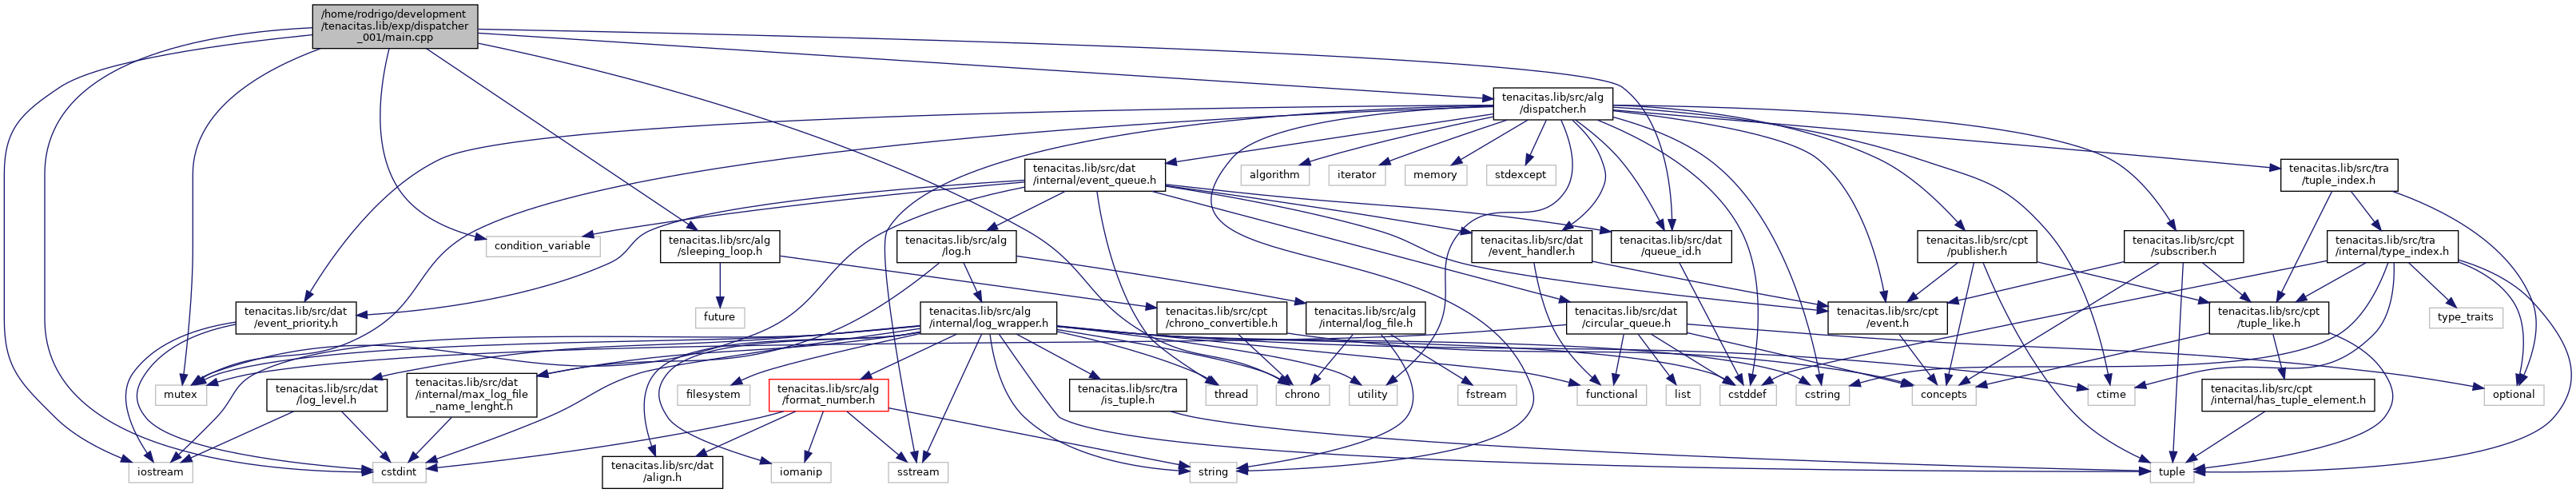 /home/rodrigo/development
/tenacitas.lib/exp/dispatcher
_001/main.cpp
tenacitas.lib/src/alg
/dispatcher.h
tenacitas.lib/src/dat
/internal/event_queue.h
algorithm
iterator
memory
stdexcept
tenacitas.lib/src/tra
/tuple_index.h
condition_variable
tenacitas.lib/src/alg
/sleeping_loop.h
tenacitas.lib/src/alg
/log.h
tenacitas.lib/src/dat
/event_handler.h
tenacitas.lib/src/dat
/queue_id.h
tenacitas.lib/src/cpt
/publisher.h
tenacitas.lib/src/cpt
/subscriber.h
tenacitas.lib/src/tra
/internal/type_index.h
tenacitas.lib/src/dat
/event_priority.h
future
tenacitas.lib/src/alg
/internal/log_wrapper.h
tenacitas.lib/src/cpt
/chrono_convertible.h
tenacitas.lib/src/alg
/internal/log_file.h
tenacitas.lib/src/dat
/circular_queue.h
tenacitas.lib/src/cpt
/event.h
tenacitas.lib/src/cpt
/tuple_like.h
type_traits
mutex
tenacitas.lib/src/dat
/log_level.h
tenacitas.lib/src/dat
/internal/max_log_file
_name_lenght.h
filesystem
tenacitas.lib/src/alg
/format_number.h
tenacitas.lib/src/tra
/is_tuple.h
thread
chrono
utility
fstream
functional
list
cstddef
cstring
concepts
ctime
tenacitas.lib/src/cpt
/internal/has_tuple_element.h
optional
iostream
cstdint
tenacitas.lib/src/dat
/align.h
iomanip
sstream
string
tuple